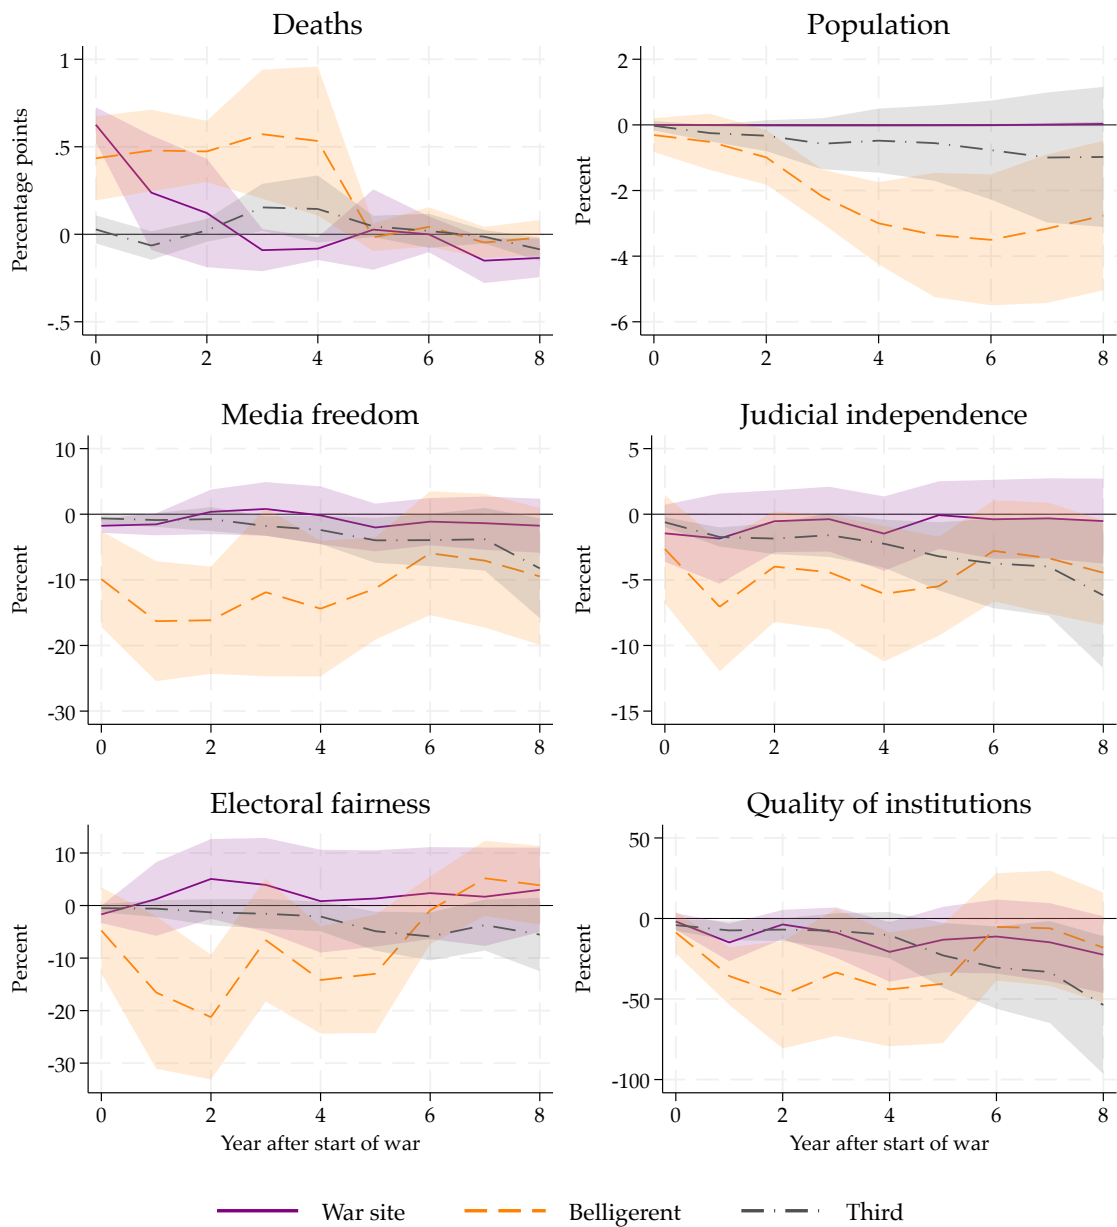 Deaths
Population
Percentage points
1
.5
0
-.5
0 2 4 6 8
Percent
2
0
-2
-4
-6
0 2 4 6 8
Media freedom
Judicial independence
Percent
10
0
-10
-20
-30
0 2 4 6 8
Percent
5
0
-5
-10
-15
0 2 4 6 8
Electoral fairness
Quality of institutions
Percent
10
0
-10
-20
-30
0 2 4 6 8
Year after start of war
Percent
50
0
-50
-100
0 2 4 6 8
Year after start of war
War site Belligerent Third